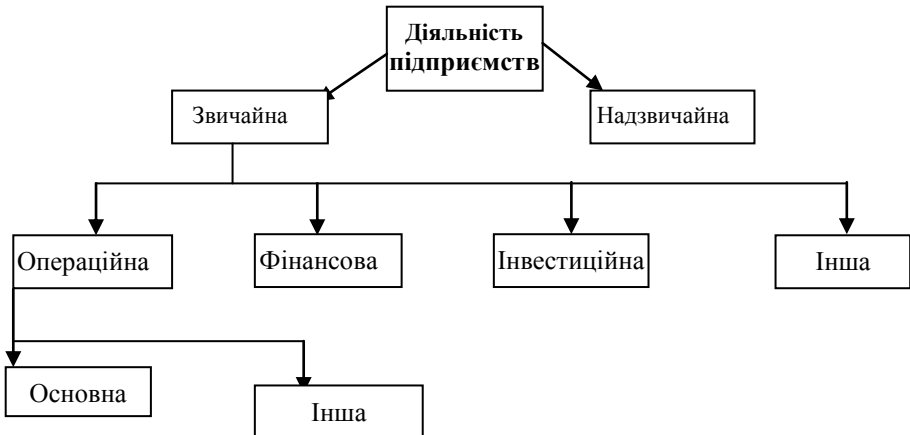 Діяльність
підприємств
Звичайна
Надзвичайна
Операційна
Фінансова
Інвестиційна
Інша
Основна
Інша